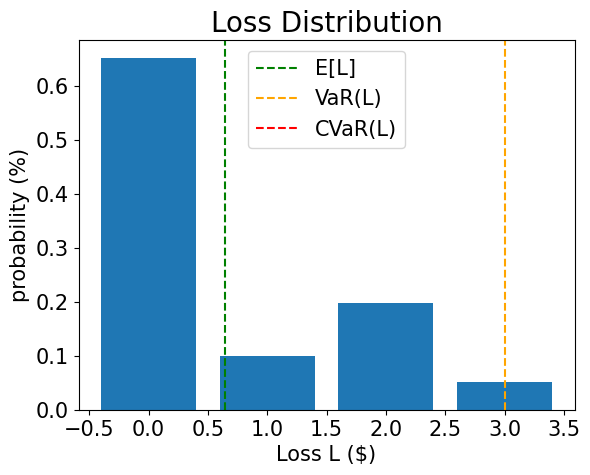 Loss Distribution
E[L]
VaR(L)
CVaR(L)
probability (%)
0.6
0.5
0.4
0.3
0.2
0.1
0.0
−0.5 0.0 0.5 1.0 1.5 2.0 2.5 3.0 3.5
Loss L ($)